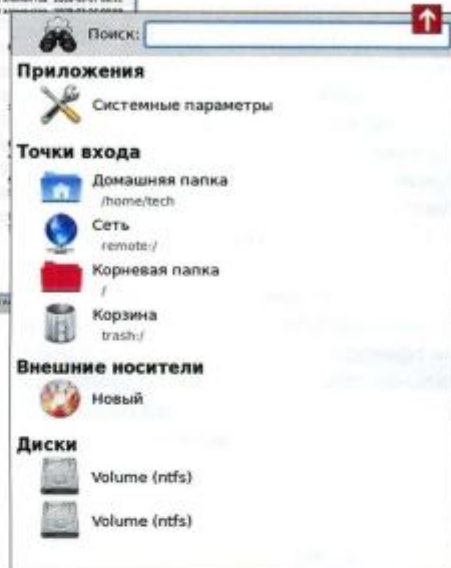 Поиск:
Приложения
Системные параметры
Точки входа
Домашняя папка
/home/tech
Сеть
remote:/
Корневая папка
/
Корзина
trash:/
Внешние носители
Новый
Диски
Volume (ntfs)
Volume (ntfs)